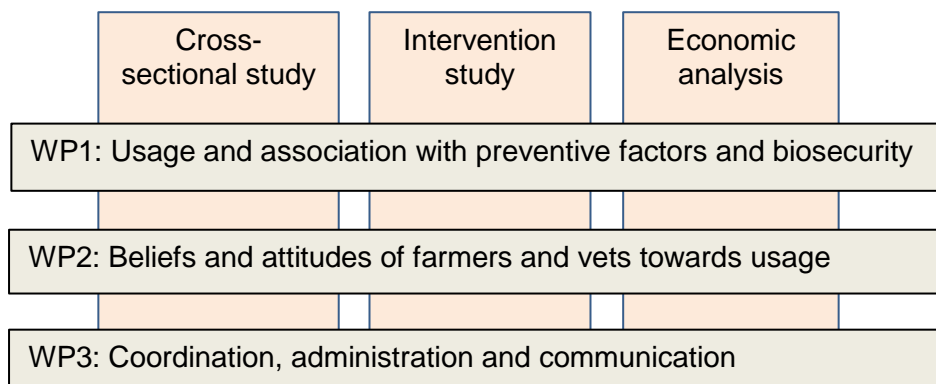 Cross-
sectional study
Intervention
study
Economic
analysis
WP1: Usage and association with preventive factors and biosecurity
WP2: Beliefs and attitudes of farmers and vets towards usage
WP3: Coordination, administration and communication